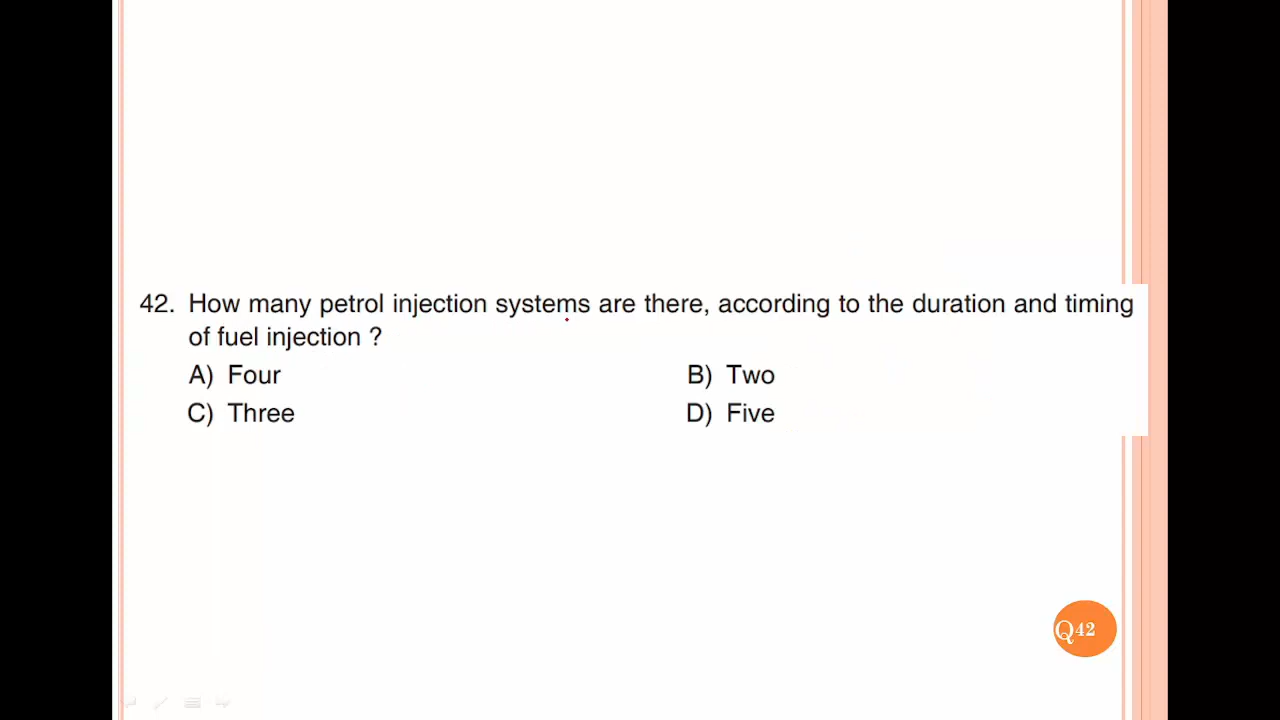 42. How many petrol injection systems are there, according to the duration and timing
of fuel injection ?
A) Four B) Two
C) Three D) Five
Q42